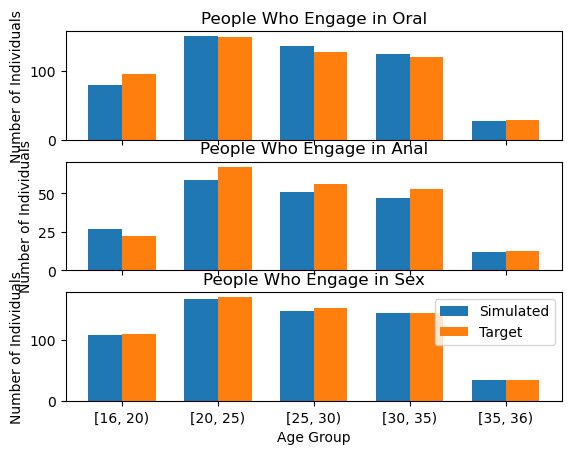 People Who Engage in Oral
Number of Individuals
100
0
People Who Engage in Anal
Number of Individuals
50
25
0
People Who Engage in Sex
Number of Individuals
100
0
Simulated
Target
[16, 20) [20, 25) [25, 30) [30, 35) [35, 36)
Age Group